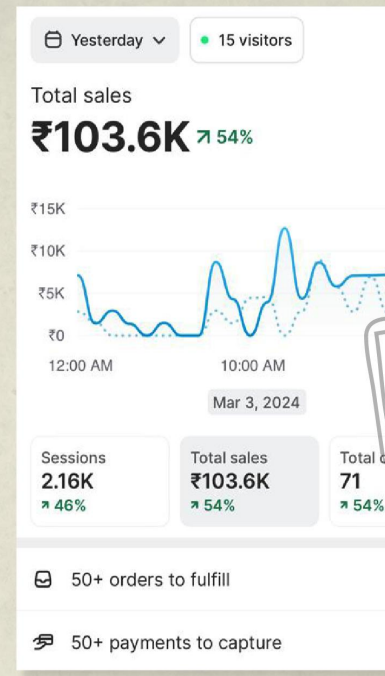 Yesterday
15 visitors
Total sales
₹103.6K 54%
₹15K
₹10K
₹5K
₹0
12:00 AM 10:00 AM
Mar 3, 2024
Sessions
2.16K
46%
Total sales
₹103.6K
54%
Total
71
54%
50+ orders to fulfill
50+ payments to capture